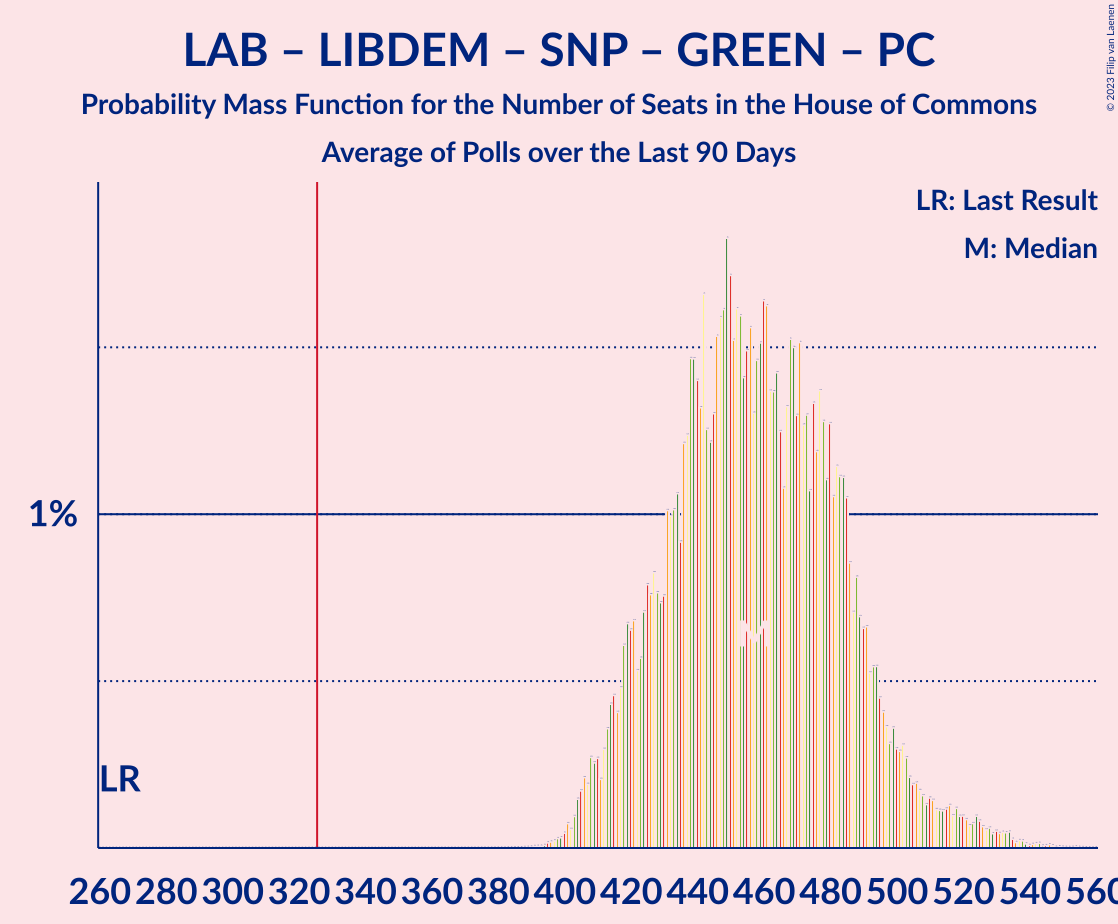 LAB – LIBDEM – SNP – GREEN – PC
Probability Mass Function for the Number of Seats in the House of Commons
Average of Polls over the Last 90 Days
© 2023 Filip van Laenen
LR: Last Result
M: Median
1%
M
LR
260 280 300 320 340 360 380 400 420 440 460 480 500 520 540 560